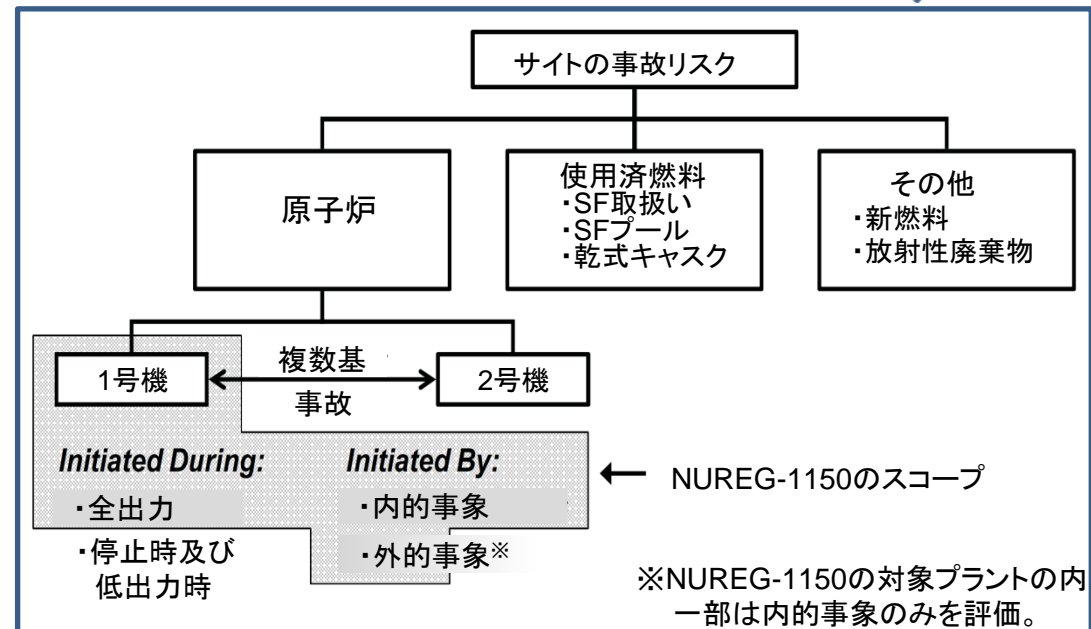 サイトの事故リスク
原子炉
使用済燃料
・SF取扱い
・SFプール
・乾式キャスク
その他
・新燃料
・放射性廃棄物
1号機
複数基
事故
2号機
Initiated During:
・全出力
・停止時及び
低出力時
Initiated By:
・内的事象
・外的事象※
NUREG-1150のスコープ
※NUREG-1150の対象プラントの内
一部は内的事象のみを評価。